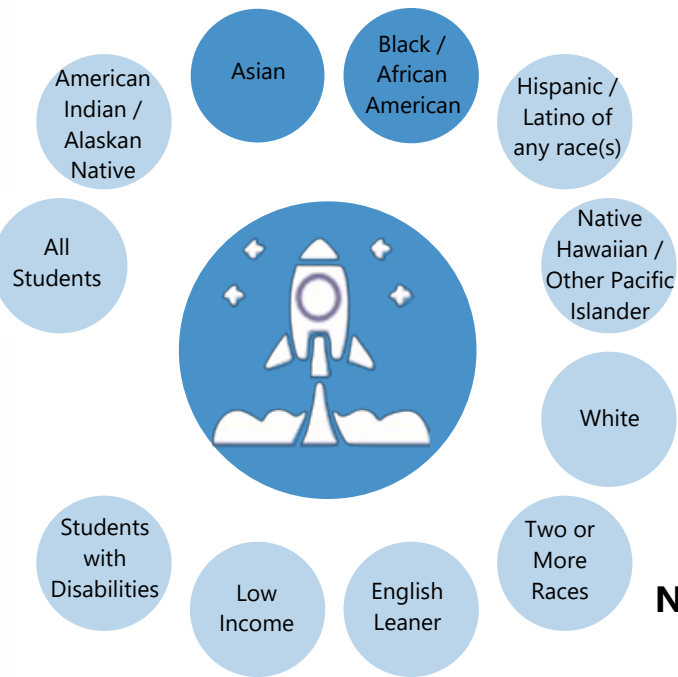 American
Indian /
Alaskan
Native
Asian
Black /
African
American
Hispanic /
Latino of
any race(s)
Native
Hawaiian /
Other Pacific
Islander
White
Two or
More
Races
English
Leaner
Low
Income
Students
with
Disabilities
All
Students
N